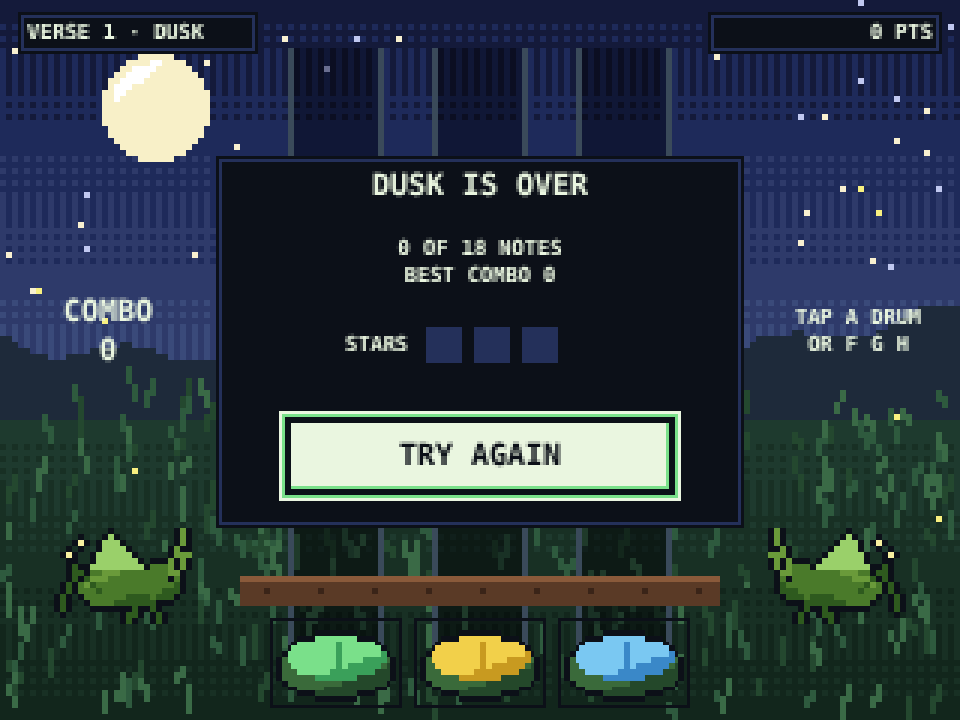 VERSE 1 · DUSK
0 PTS
DUSK IS OVER
0 OF 18 NOTES
BEST COMBO 0
STARS
TRY AGAIN
COMBO
0
TAP A DRUM
OR F G H